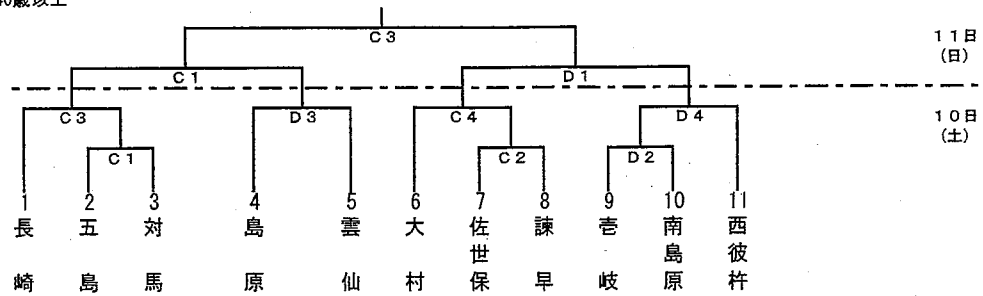 C3
11日
(日)
C1
D1
10日
(土)
C3
D3
C4
D4
C1
C2
D2
1 2 3 4 5 6 7 8 9 10 11
長崎
五島
対馬
島原
雲仙
大村
佐世保
諫早
壱岐
南島原
西彼杵